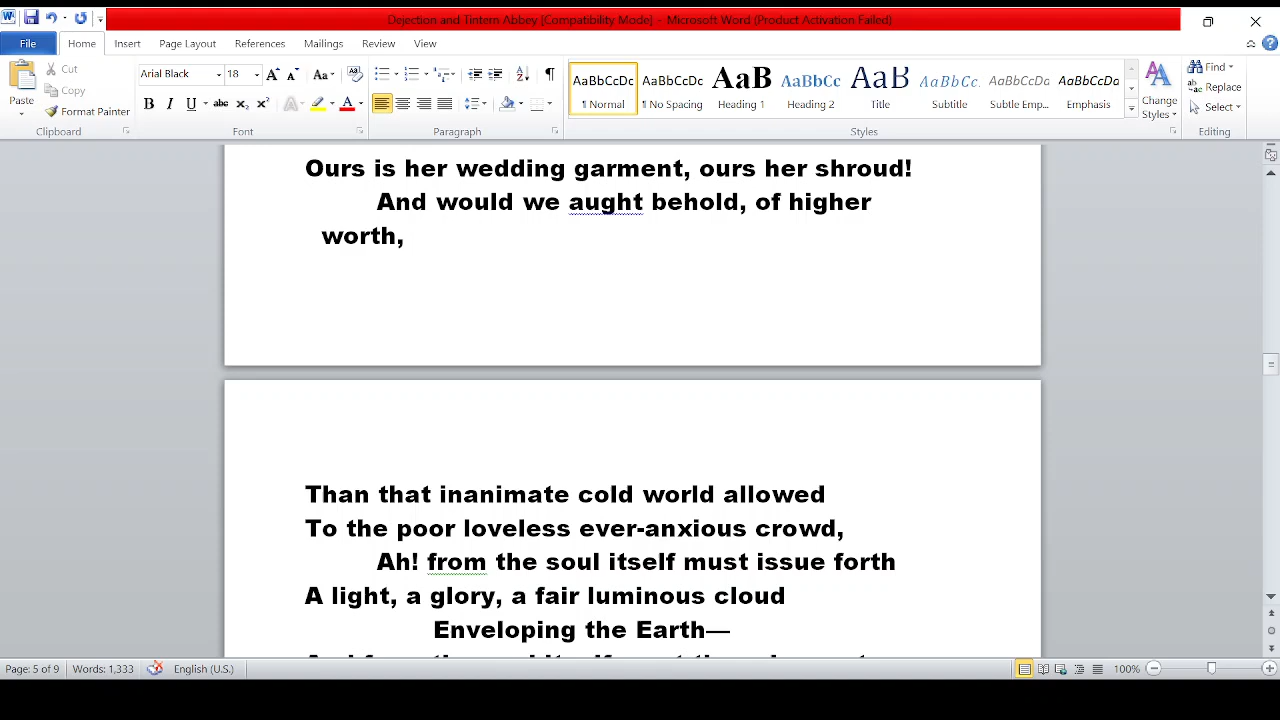 Dejection and Tintern Abbey [Compatibility Mode] - Microsoft Word (Product Activation Failed)
File Home Insert Page Layout References Mailings Review View
Cut
Copy
Format Painter
Paste
Clipboard
Arial Black 18
Font
Paragraph
AaBbCcDc AaBbCcDc AaB AaBbCc AaB AaBbCc. AaBbCcDc AaBbCcDc
¶ Normal ¶ No Spacing Heading 1 Heading 2 Title Subtitle Subtle Emp... Emphasis
Change
Styles
Styles
Find
Replace
Select
Editing
Ours is her wedding garment, ours her shroud!
And would we aught behold, of higher
worth,
Than that inanimate cold world allowed
To the poor loveless ever-anxious crowd,
Ah! from the soul itself must issue forth
A light, a glory, a fair luminous cloud
Enveloping the Earth—
Page: 5 of 9 Words: 1,333 English (U.S.) 100%